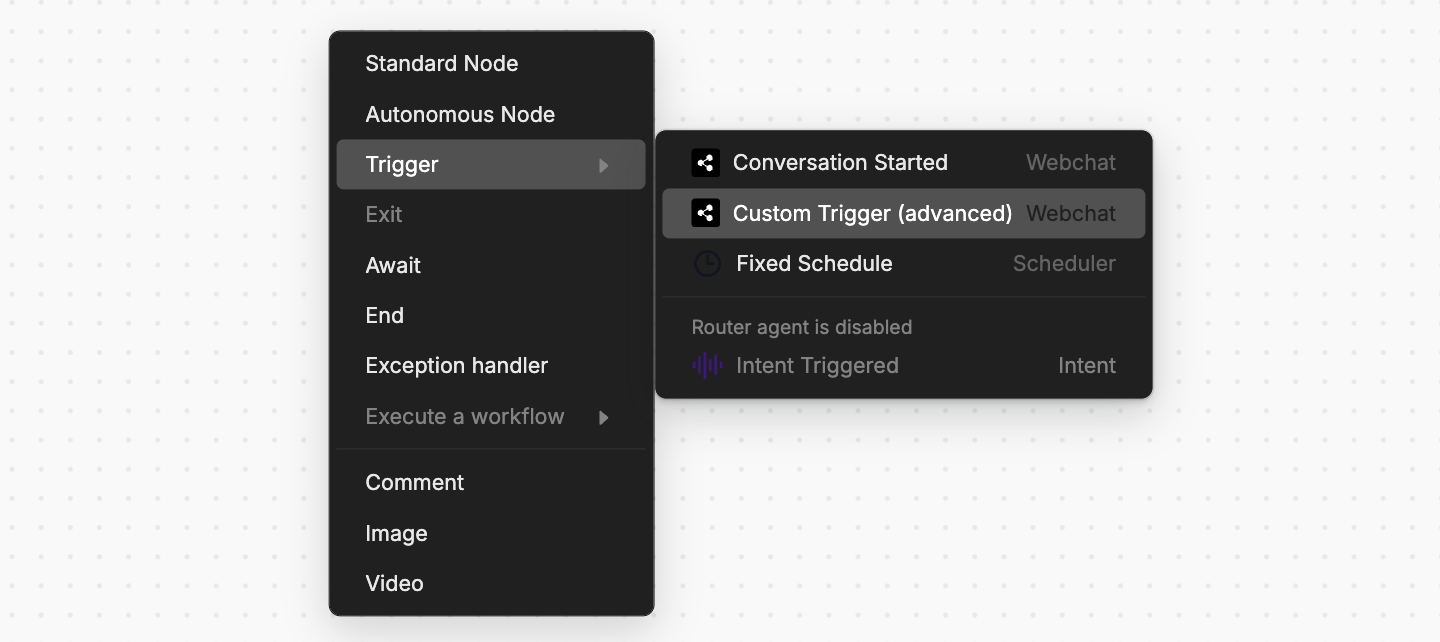 Standard Node
Autonomous Node
Trigger
Exit
Await
End
Exception handler
Execute a workflow
Comment
Image
Video
Conversation Started Webchat
Custom Trigger (advanced) Webchat
Fixed Schedule Scheduler
Router agent is disabled
Intent Triggered Intent